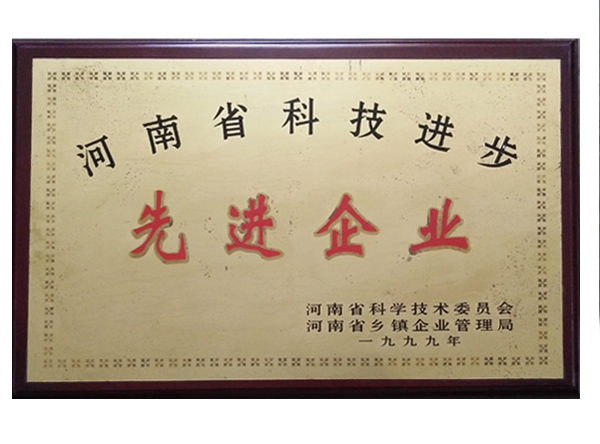 河南省科技进步
先进企业
河南省科学技术委员会
河南省乡镇企业管理局
一九九九年